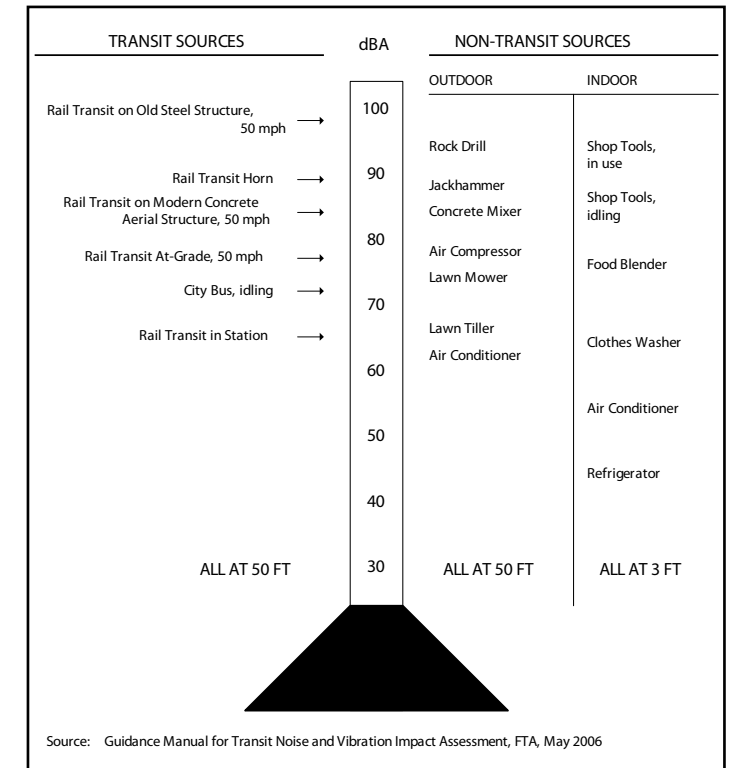 TRANSIT SOURCES
dBA
NON-TRANSIT SOURCES
OUTDOOR
INDOOR
Rail Transit on Old Steel Structure,
50 mph
Rail Transit Horn
Rail Transit on Modern Concrete
Aerial Structure, 50 mph
Rail Transit At-Grade, 50 mph
City Bus, idling
Rail Transit in Station
ALL AT 50 FT
100
90
80
70
60
50
40
30
Rock Drill
Jackhammer
Concrete Mixer
Air Compressor
Lawn Mower
Lawn Tiller
Air Conditioner
ALL AT 50 FT
Shop Tools,
in use
Shop Tools,
idling
Food Blender
Clothes Washer
Air Conditioner
Refrigerator
ALL AT 3 FT
Source: Guidance Manual for Transit Noise and Vibration Impact Assessment, FTA, May 2006